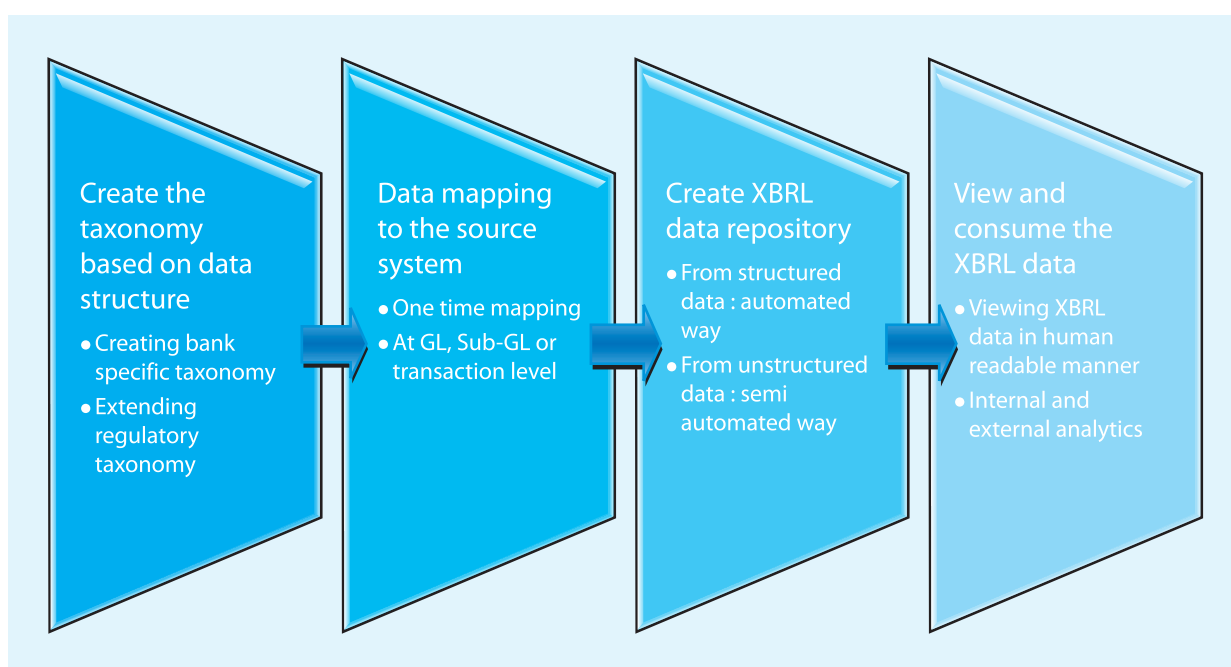 Create the
taxonomy
based on data
structure
• Creating bank
specific taxonomy
• Extending
regulatory
taxonomy
Data mapping
to the source
system
• One time mapping
• At GL, Sub-GL or
transaction level
Create XBRL
data repository
• From structured
data : automated
way
• From unstructured
data : semi
automated way
View and
consume the
XBRL data
• Viewing XBRL
data in human
readable manner
• Internal and
external analytics